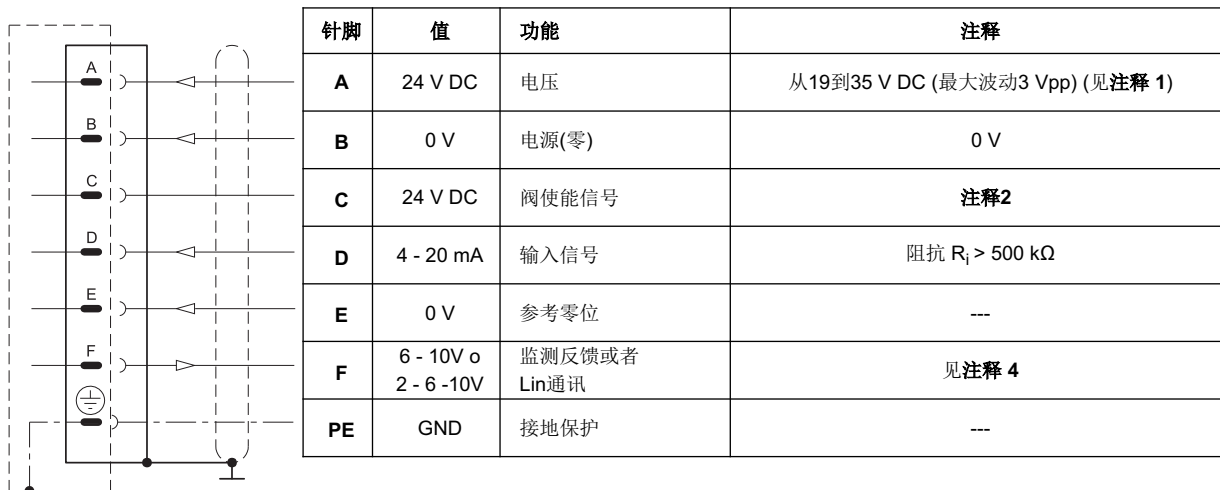 针脚 值 功能 注释
A A 24 V DC 电压 从19到35 V DC (最大波动3 Vpp) (见注释 1)
B B 0 V 电源(零) 0 V
C C 24 V DC 阀使能信号 注释2
D D 4 - 20 mA 输入信号 阻抗 Ri > 500 kΩ
E E 0 V 参考零位 ---
F F 6 - 10V o 监测反馈或者 见注释 4
2 - 6 -10V Lin通讯
PE GND 接地保护 ---